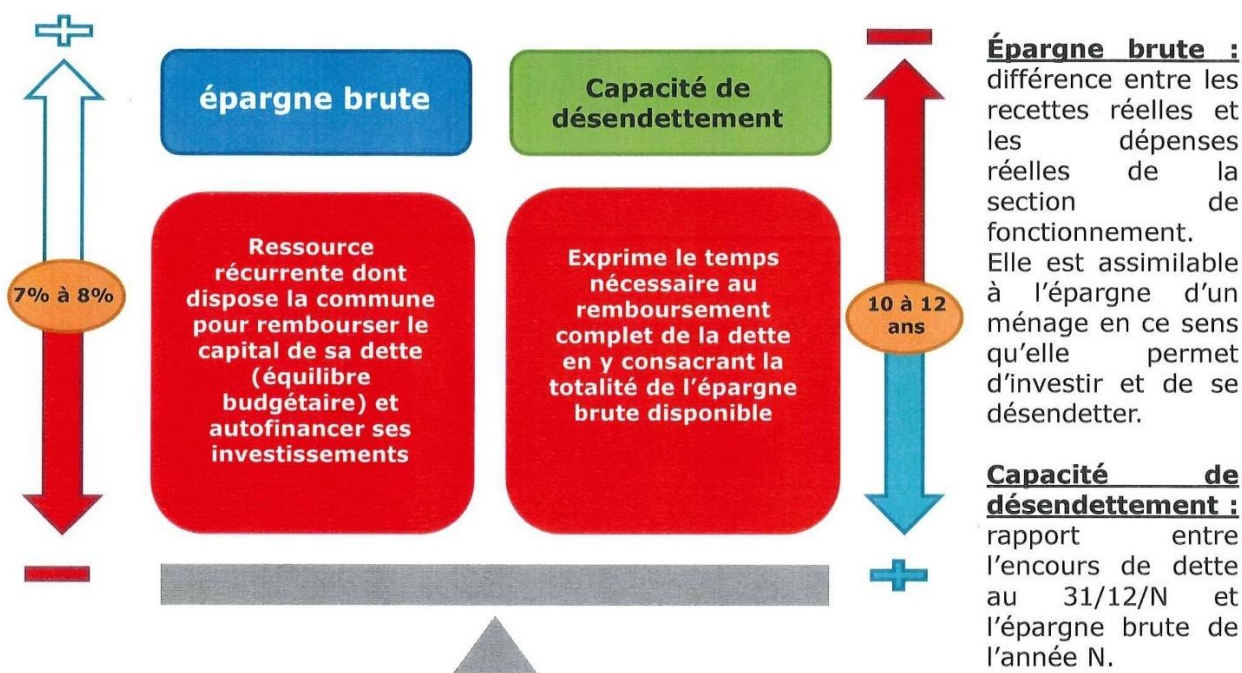 épargne brute
Capacité de
désendettement
7% à 8%
Ressource
récurrente dont
dispose la commune
pour rembourser le
capital de sa dette
(équilibre
budgétaire) et
autofinancer ses
investissements
Exprime le temps
nécessaire au
remboursement
complet de la dette
en y consacrant la
totalité de l'épargne
brute disponible
10 à 12
ans
Épargne brute :
différence entre les
recettes réelles et
les dépenses
réelles de la
section de
fonctionnement.
Elle est assimilable
à l'épargne d'un
ménage en ce sens
qu'elle permet
d'investir et de se
désendetter.
Capacité de
désendettement :
rapport entre
l'encours de dette
au 31/12/N et
l'épargne brute de
l'année N.